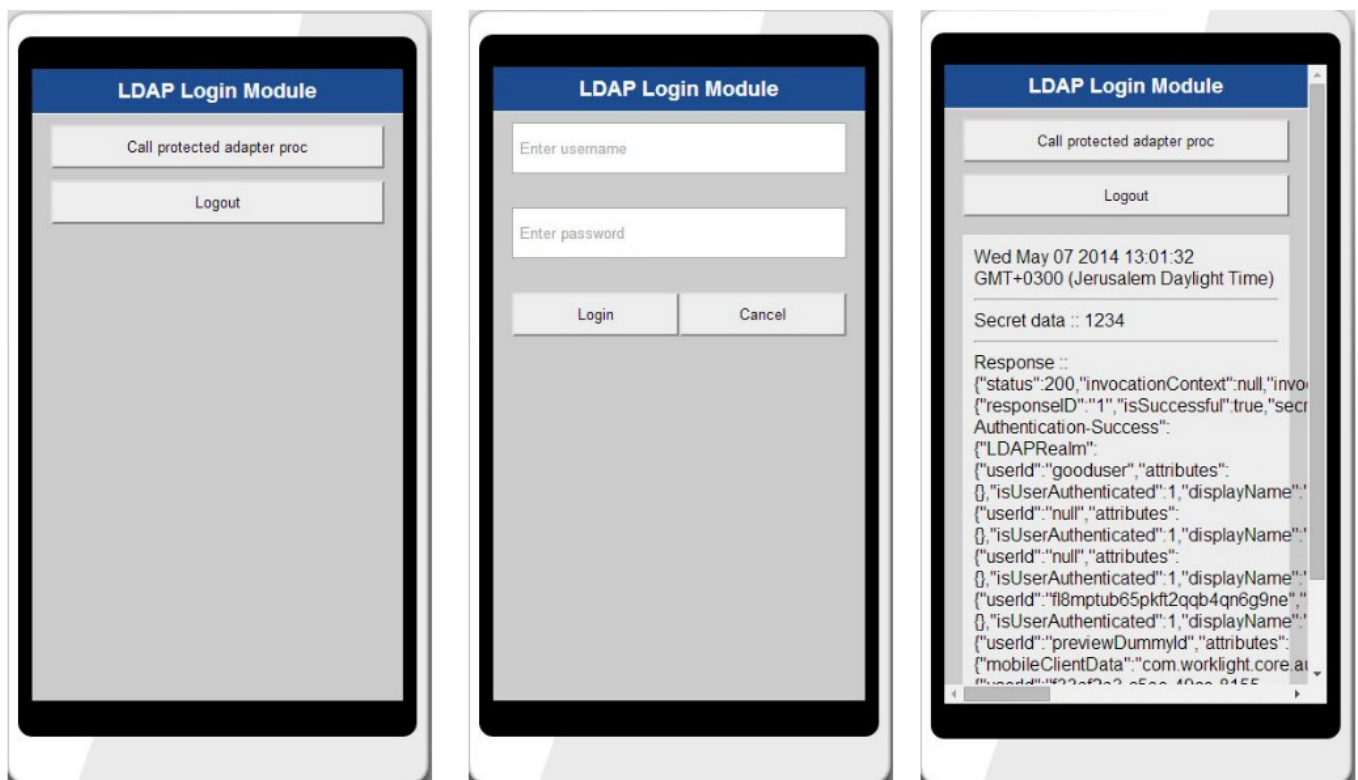 LDAP Login Module
Call protected adapter proc
Logout
LDAP Login Module
Enter username
Enter password
Login
Cancel
LDAP Login Module
Call protected adapter proc
Logout
Wed May 07 2014 13:01:32
GMT+0300 (Jerusalem Daylight Time)
Secret data :: 1234
Response ::
{"status":200,"invocationContext":null,"invo
{"responseID":"1","isSuccessful":true,"secr
Authentication-Success":
{"LDAPRealm":
{"userId":"gooduser","attributes":
{},"isUserAuthenticated":1,"displayName":"
{"userId":"null","attributes":
{},"isUserAuthenticated":1,"displayName":"
{"userId":"null","attributes":
{},"isUserAuthenticated":1,"displayName":"
{"userId":"fl8mptub65pkft2qqb4qn6g9ne","
{},"isUserAuthenticated":1,"displayName":"
{"userId":"previewDummyId","attributes":
{"mobileClientData":"com.worklight.core.au